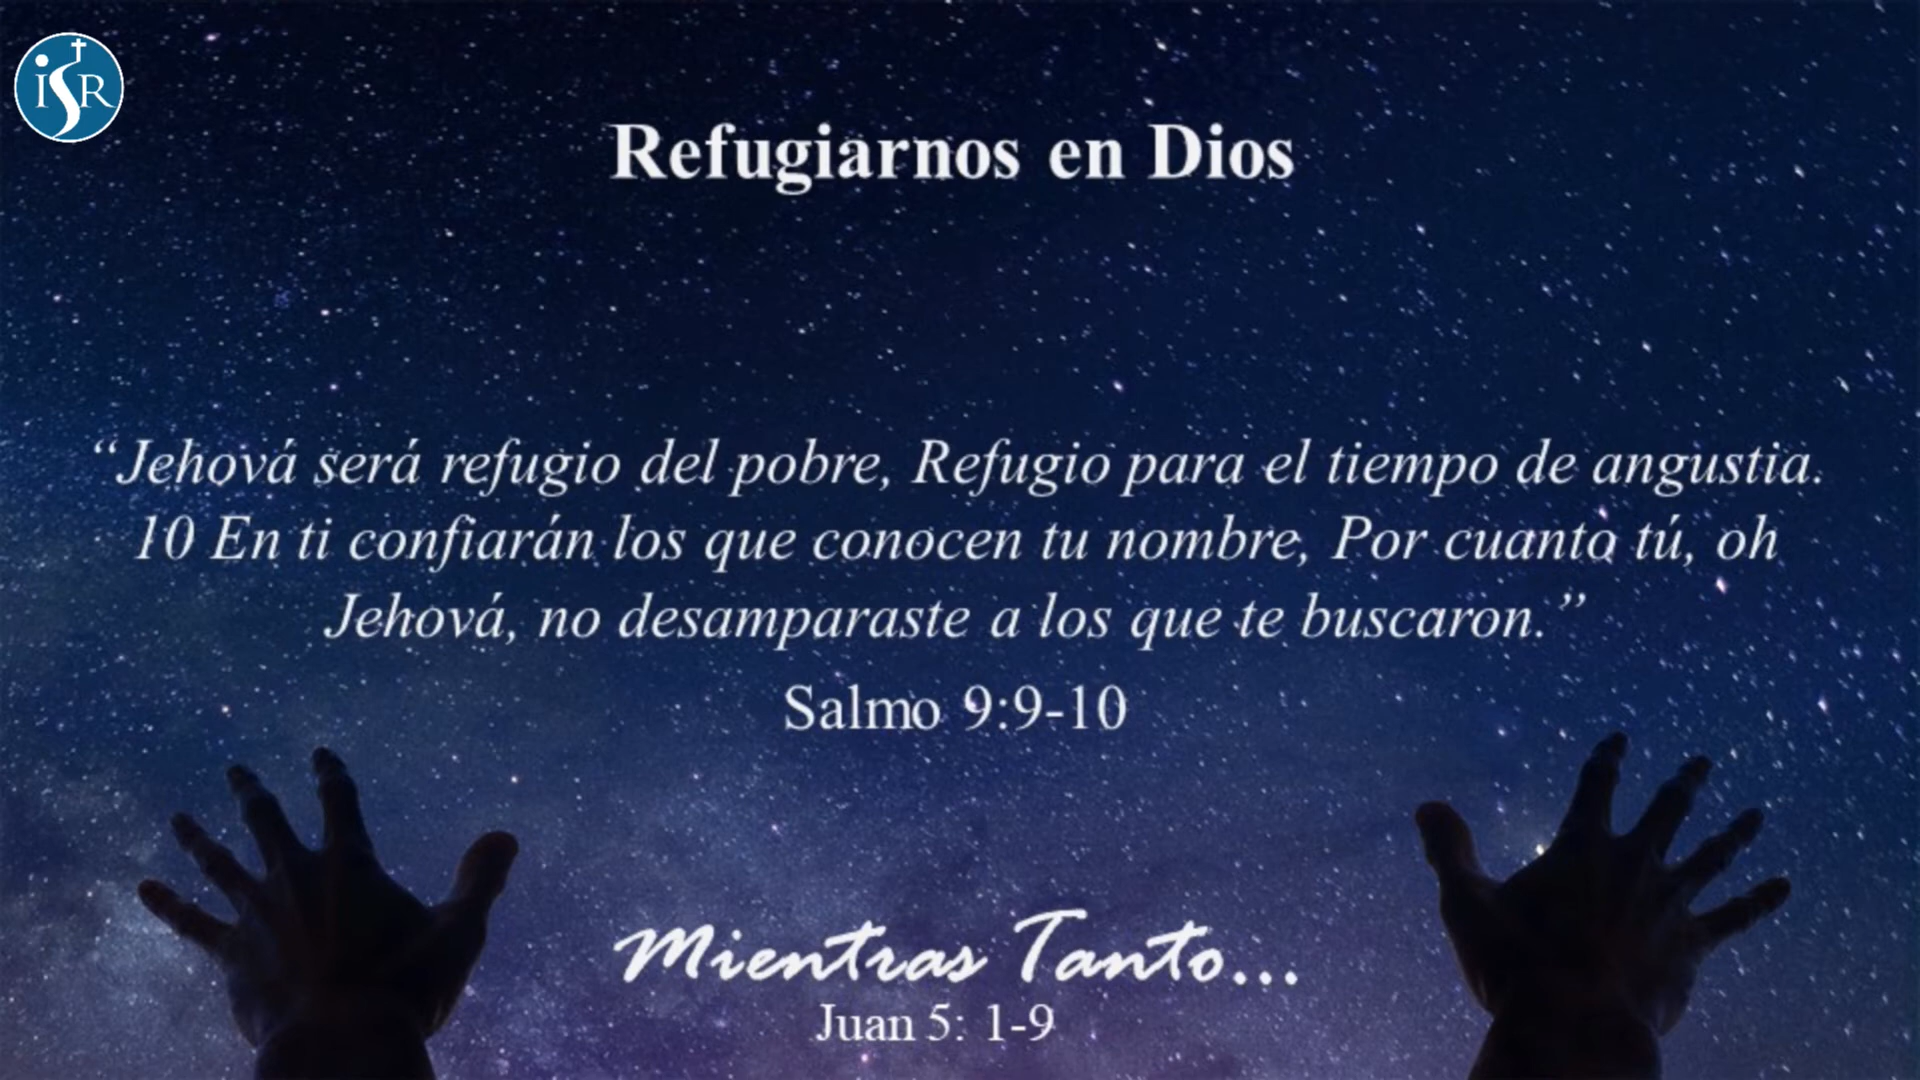 iSR
Refugiarnos en Dios
“Jehová será refugio del pobre, Refugio para el tiempo de angustia.
10 En ti confiarán los que conocen tu nombre, Por cuanto tú, oh
Jehová, no desamparaste a los que te buscaron.”
Salmo 9:9-10
Mientras Tanto...
Juan 5: 1-9